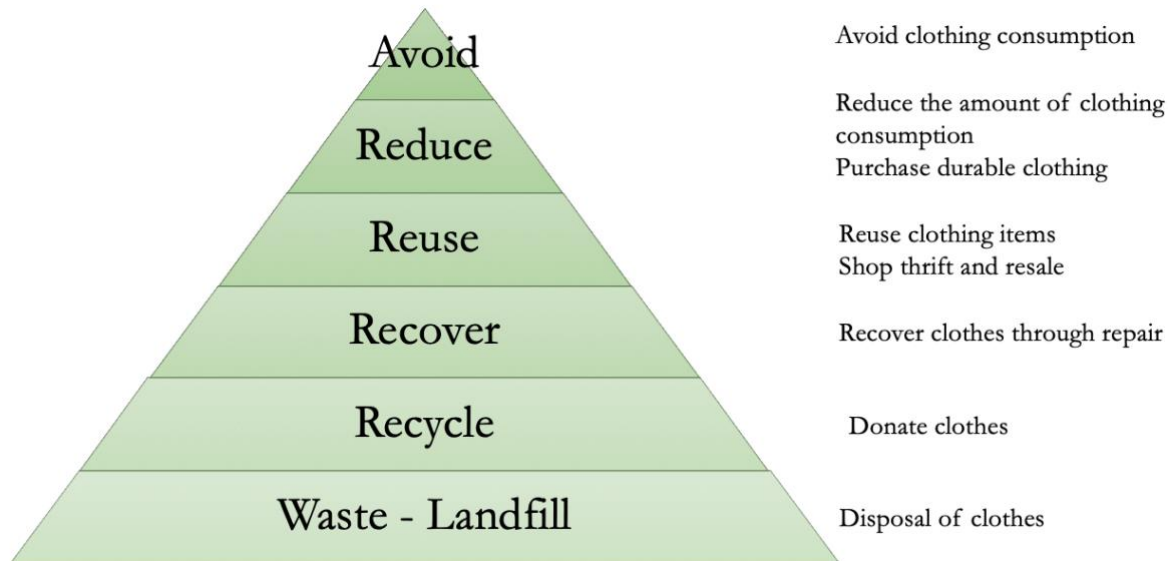 Avoid
Avoid clothing consumption
Reduce
Reduce the amount of clothing
consumption
Purchase durable clothing
Reuse
Reuse clothing items
Shop thrift and resale
Recover
Recover clothes through repair
Recycle
Donate clothes
Waste - Landfill
Disposal of clothes